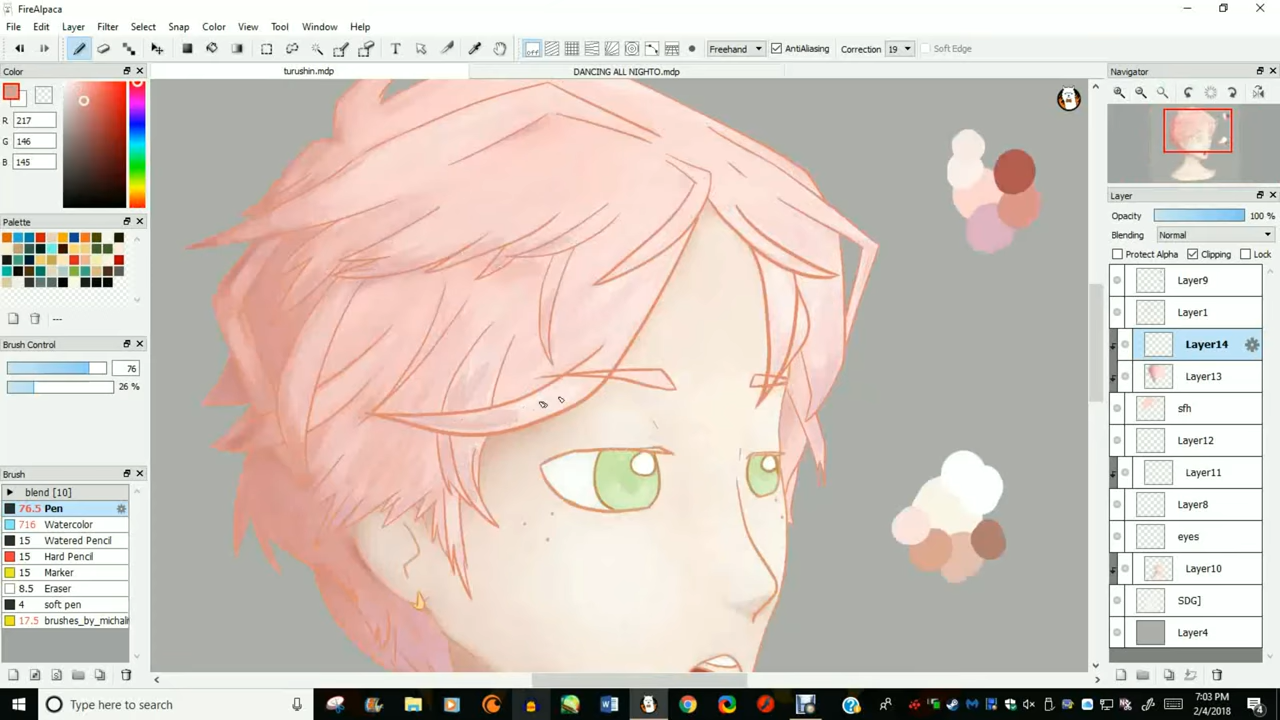 FireAlpaca
File Edit Layer Filter Select Snap Color View Tool Window Help
off Freehand AntiAliasing Correction 19 Soft Edge
Color turushin.mdp DANCING ALL NIGHTO.mdp Navigator
R 217
G 146
B 145
Layer
Opacity 100 %
Palette
Blending Normal
Protect Alpha Clipping Lock
Layer9
Layer1
--- 
Brush Control
Layer14
76
26 %
Layer13
sfh
Layer12
Brush
Layer11
blend [10]
76.5 Pen
Layer8
716 Watercolor
eyes
15 Watered Pencil
15 Hard Pencil
Layer10
15 Marker
8.5 Eraser
SDG]
4 soft pen
17.5 brushes_by_michali
Layer4
Type here to search
7:03 PM
2/4/2018